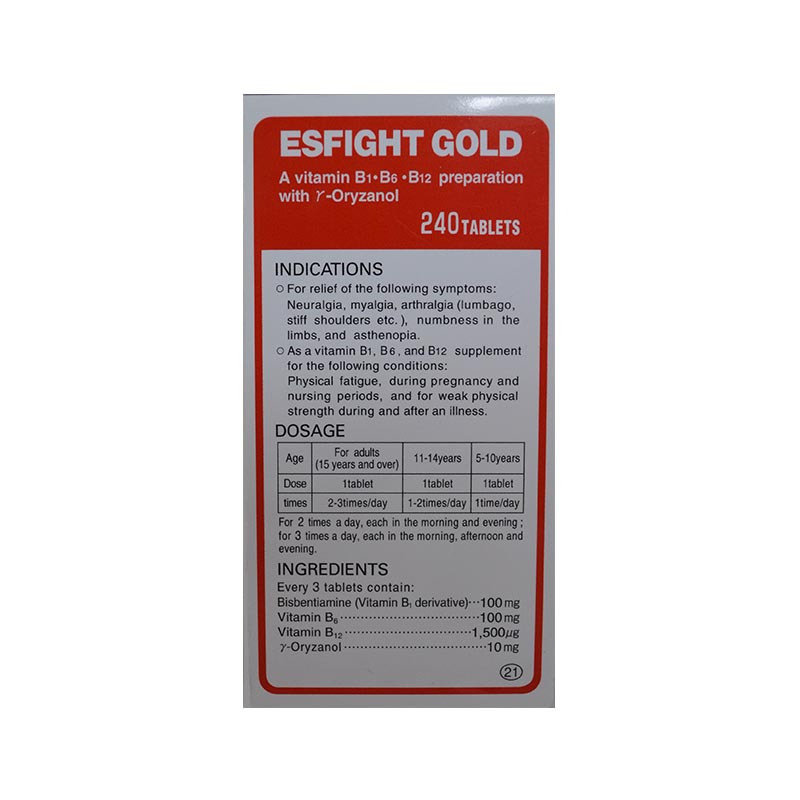 ESFIGHT GOLD
A vitamin B1・B6・B12 preparation
with γ-Oryzanol
240 TABLETS
INDICATIONS
○ For relief of the following symptoms:
Neuralgia, myalgia, arthralgia (lumbago,
stiff shoulders etc.), numbness in the
limbs, and asthenopia.
○ As a vitamin B1, B6, and B12 supplement
for the following conditions:
Physical fatigue, during pregnancy and
nursing periods, and for weak physical
strength during and after an illness.
DOSAGE
Age For adults (15 years and over) 11-14years 5-10years
Dose 1tablet 1tablet 1tablet
times 2-3times/day 1-2times/day 1time/day
For 2 times a day, each in the morning and evening;
for 3 times a day, each in the morning, afternoon and
evening.
INGREDIENTS
Every 3 tablets contain:
Bisbentiamine (Vitamin B1 derivative)···100mg
Vitamin B6·····························100mg
Vitamin B12·························1,500μg
γ-Oryzanol·····························10mg
21